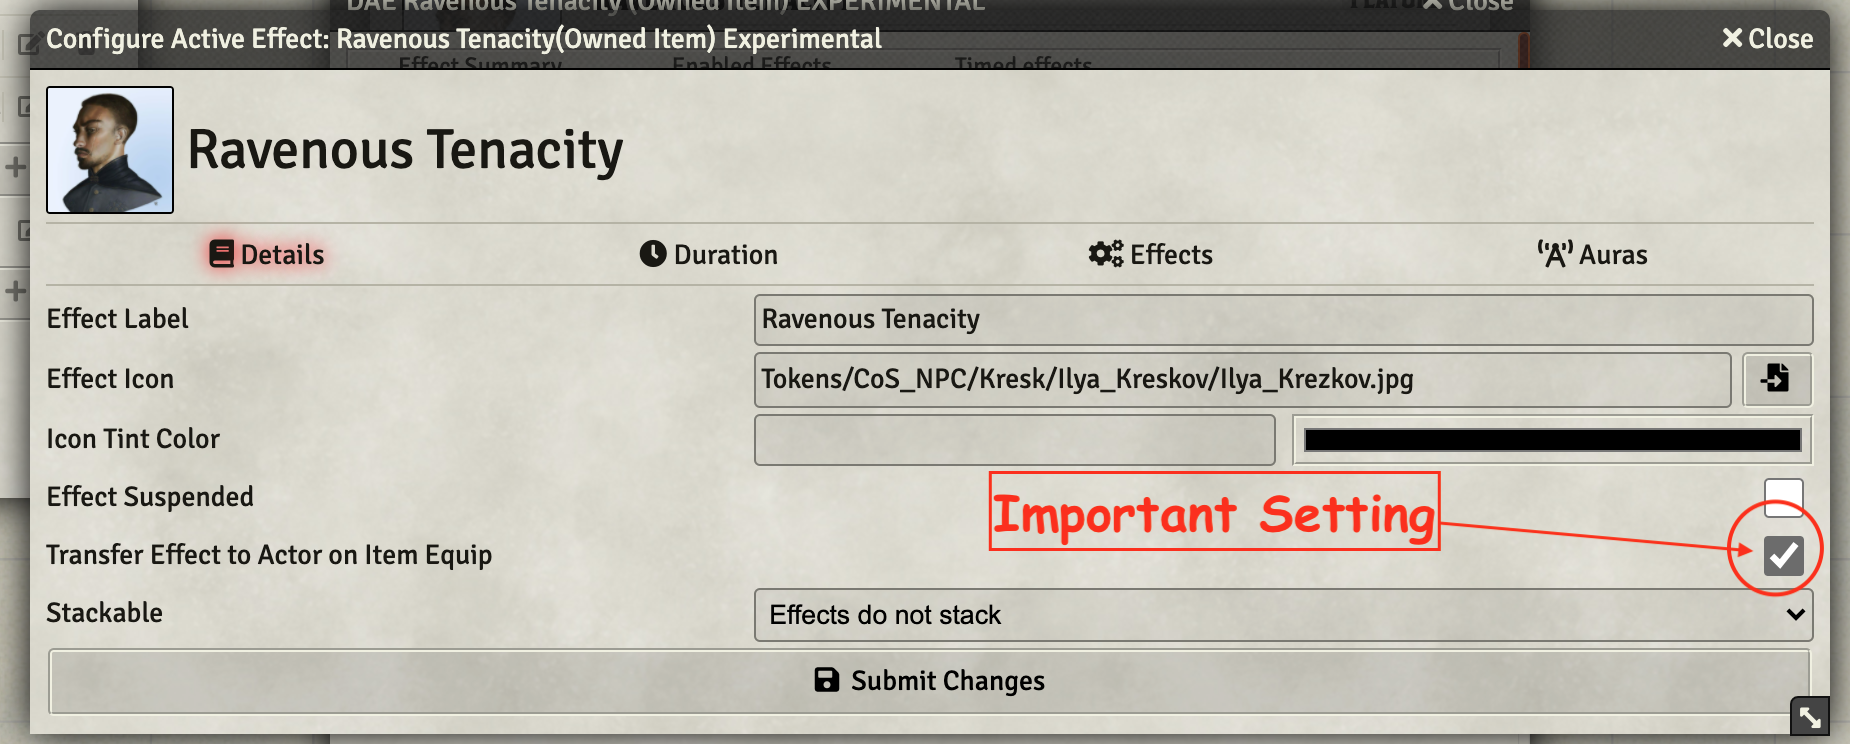 DAE Ravenous Tenacity (Owned Item) EXPERIMENTAL
Close
Configure Active Effect: Ravenous Tenacity(Owned Item) Experimental
Close
Effect Summary Enabled Effects Timed effects
Ravenous Tenacity
Details Duration Effects Auras
Effect Label Ravenous Tenacity
Effect Icon Tokens/CoS_NPC/Kresk/Ilya_Kreskov/Ilya_Krezkov.jpg
Icon Tint Color
Effect Suspended
Important Setting
Transfer Effect to Actor on Item Equip
Stackable Effects do not stack
Submit Changes